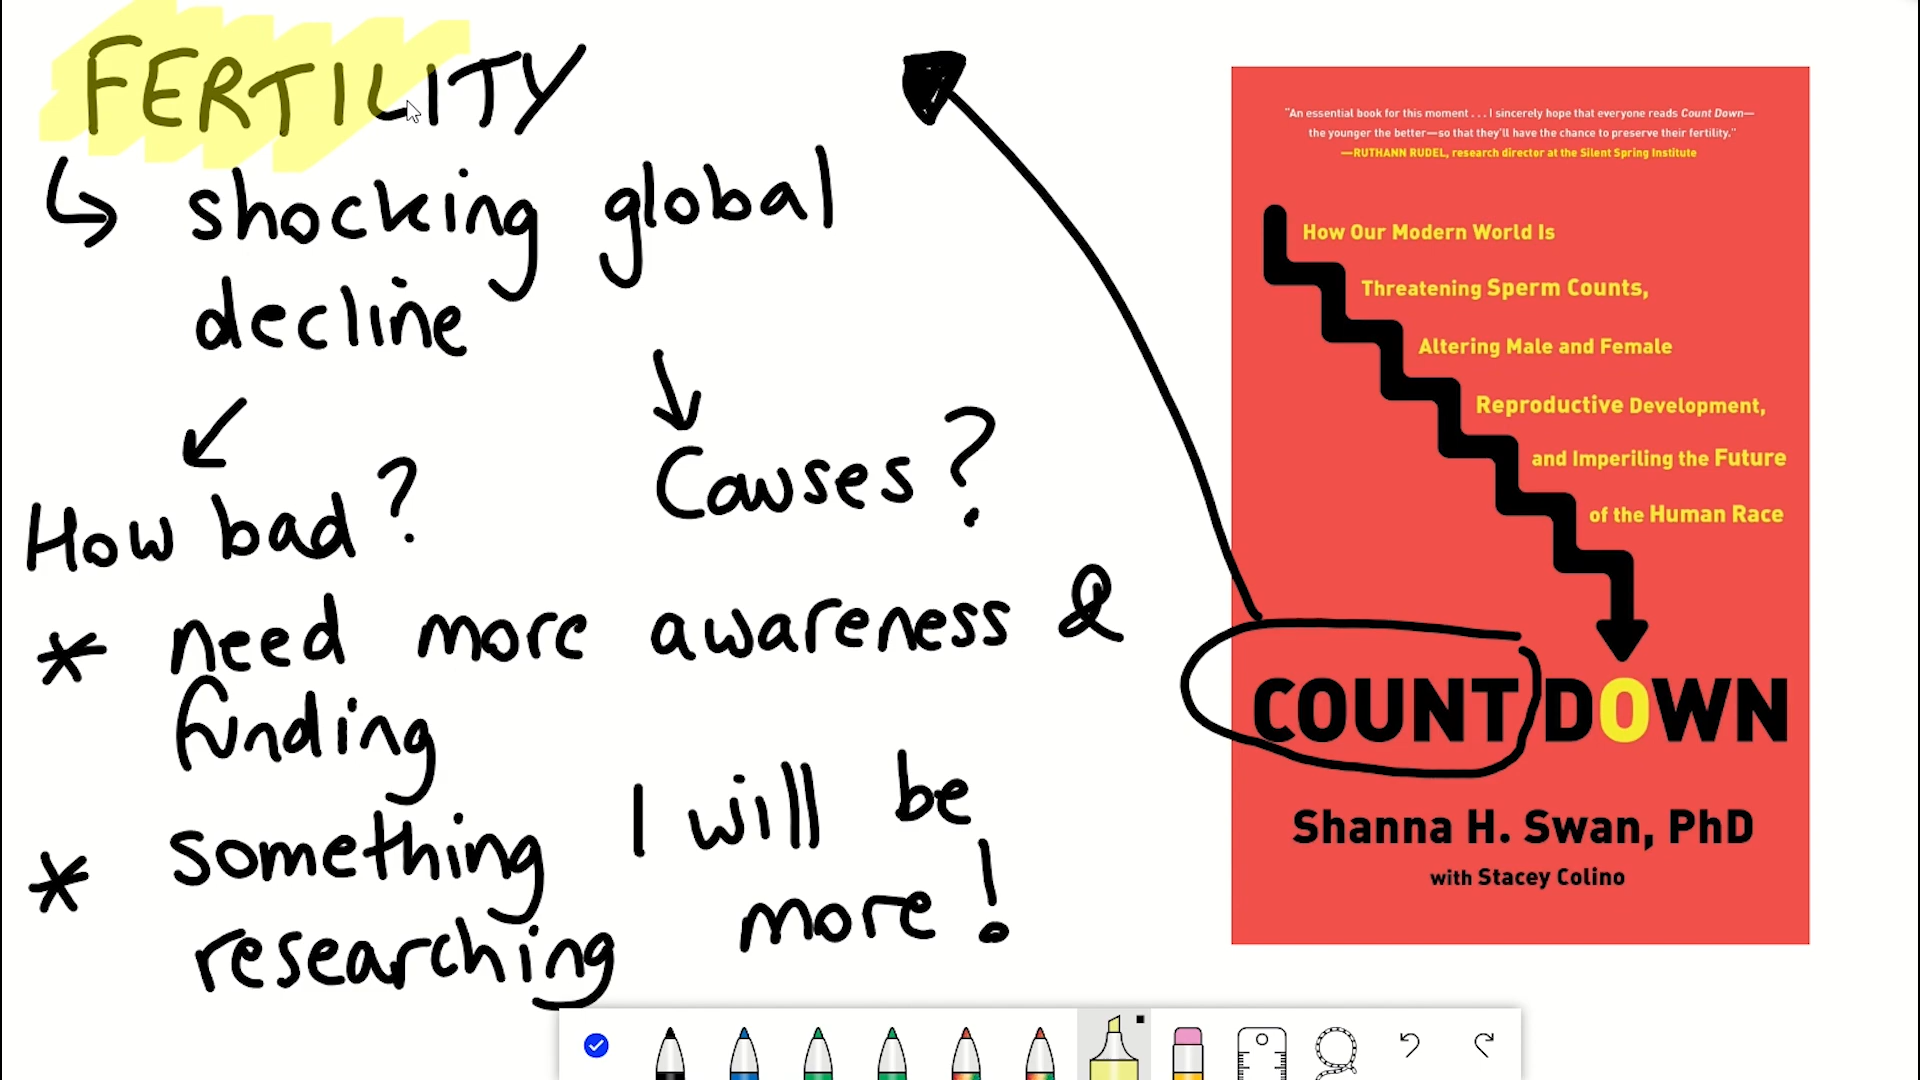 FERTILITY
↳ shocking global
decline
How bad?
Causes?
* need more awareness &
funding
* something I will be
researching more!
"An essential book for this moment . . . I sincerely hope that everyone reads Count Down—
the younger the better—so that they'll have the chance to preserve their fertility."
—RUTHANN RUDEL, research director at the Silent Spring Institute
How Our Modern World Is
Threatening Sperm Counts,
Altering Male and Female
Reproductive Development,
and Imperiling the Future
of the Human Race
COUNT DOWN
Shanna H. Swan, PhD
with Stacey Colino